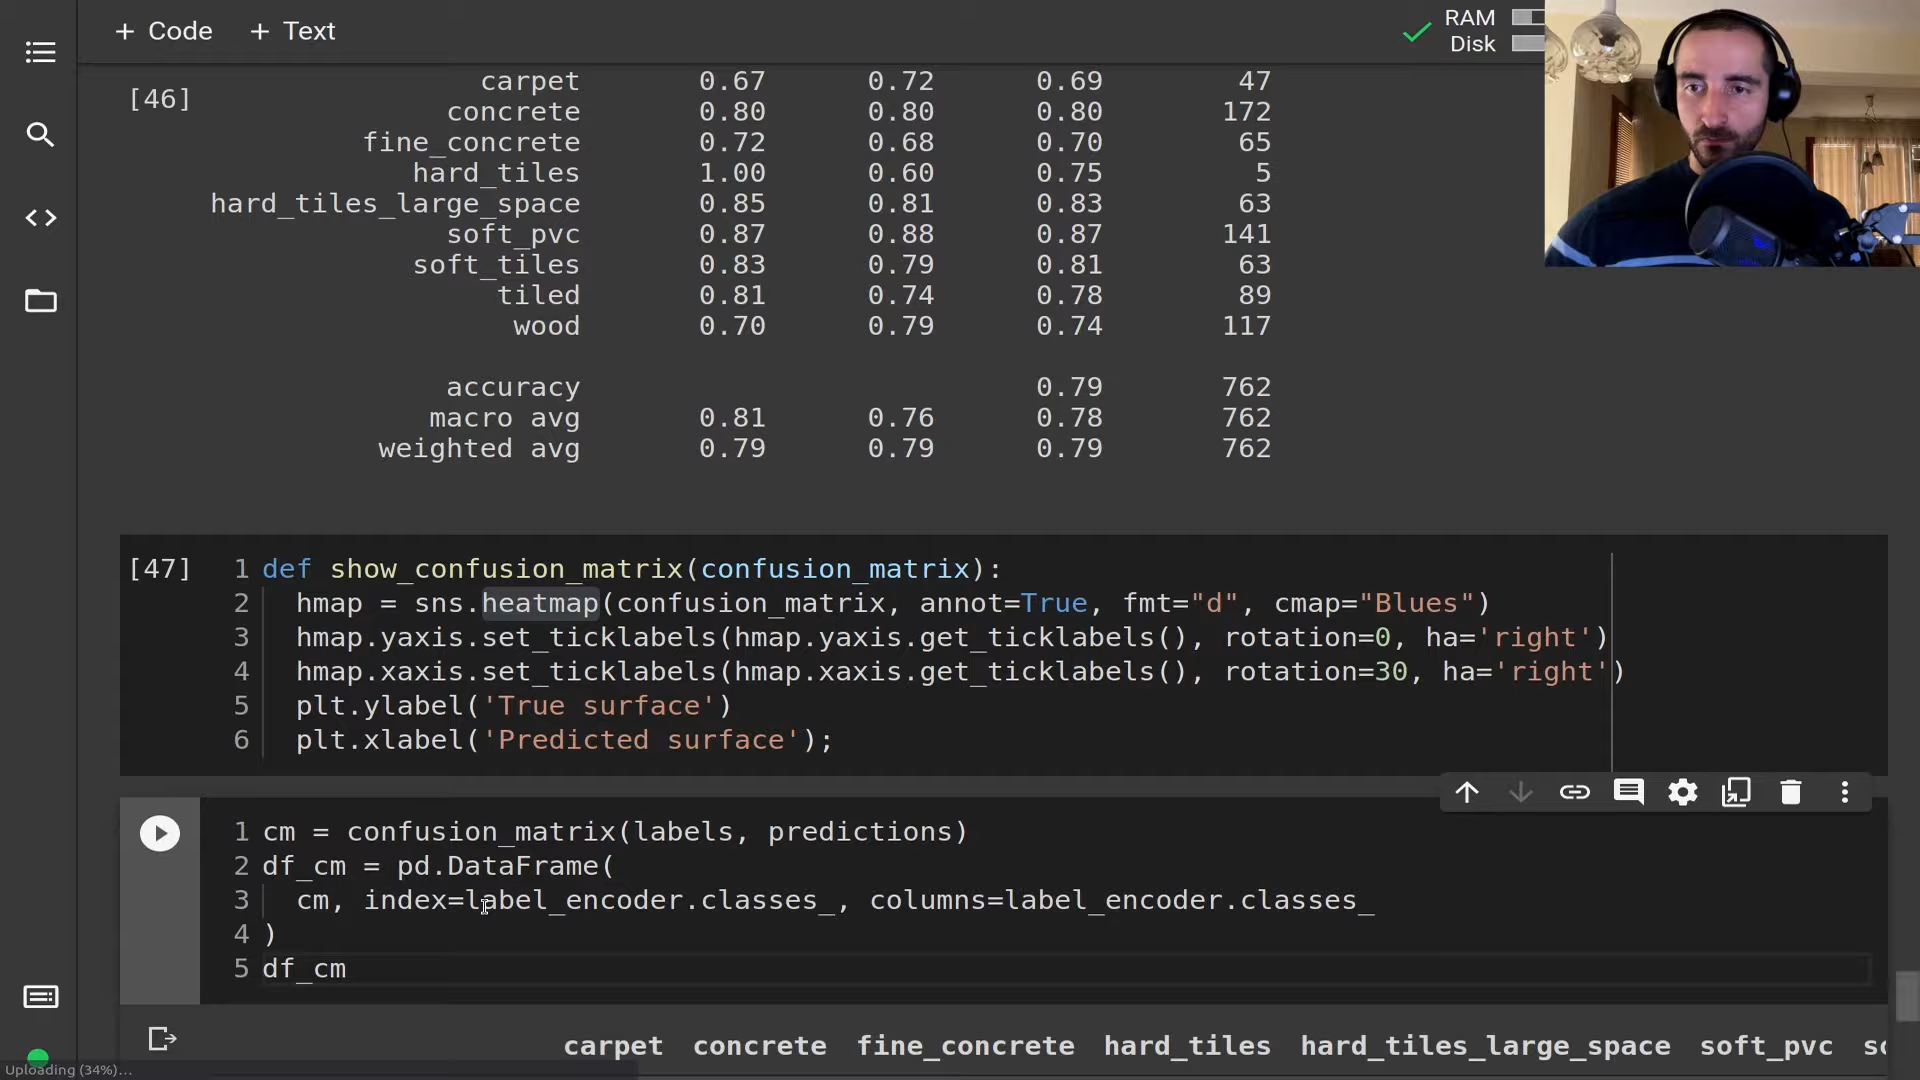 + Code + Text
RAM
Disk
[46]
carpet 0.67 0.72 0.69 47
concrete 0.80 0.80 0.80 172
fine_concrete 0.72 0.68 0.70 65
hard_tiles 1.00 0.60 0.75 5
hard_tiles_large_space 0.85 0.81 0.83 63
soft_pvc 0.87 0.88 0.87 141
soft_tiles 0.83 0.79 0.81 63
tiled 0.81 0.74 0.78 89
wood 0.70 0.79 0.74 117
accuracy 0.79 762
macro avg 0.81 0.76 0.78 762
weighted avg 0.79 0.79 0.79 762
[47]
1 def show_confusion_matrix(confusion_matrix):
2 hmap = sns.heatmap(confusion_matrix, annot=True, fmt="d", cmap="Blues")
3 hmap.yaxis.set_ticklabels(hmap.yaxis.get_ticklabels(), rotation=0, ha='right')
4 hmap.xaxis.set_ticklabels(hmap.xaxis.get_ticklabels(), rotation=30, ha='right')
5 plt.ylabel('True surface')
6 plt.xlabel('Predicted surface');
1 cm = confusion_matrix(labels, predictions)
2 df_cm = pd.DataFrame(
3 cm, index=label_encoder.classes_, columns=label_encoder.classes_
4 )
5 df_cm
carpet concrete fine_concrete hard_tiles hard_tiles_large_space soft_pvc
Uploading (34%)...